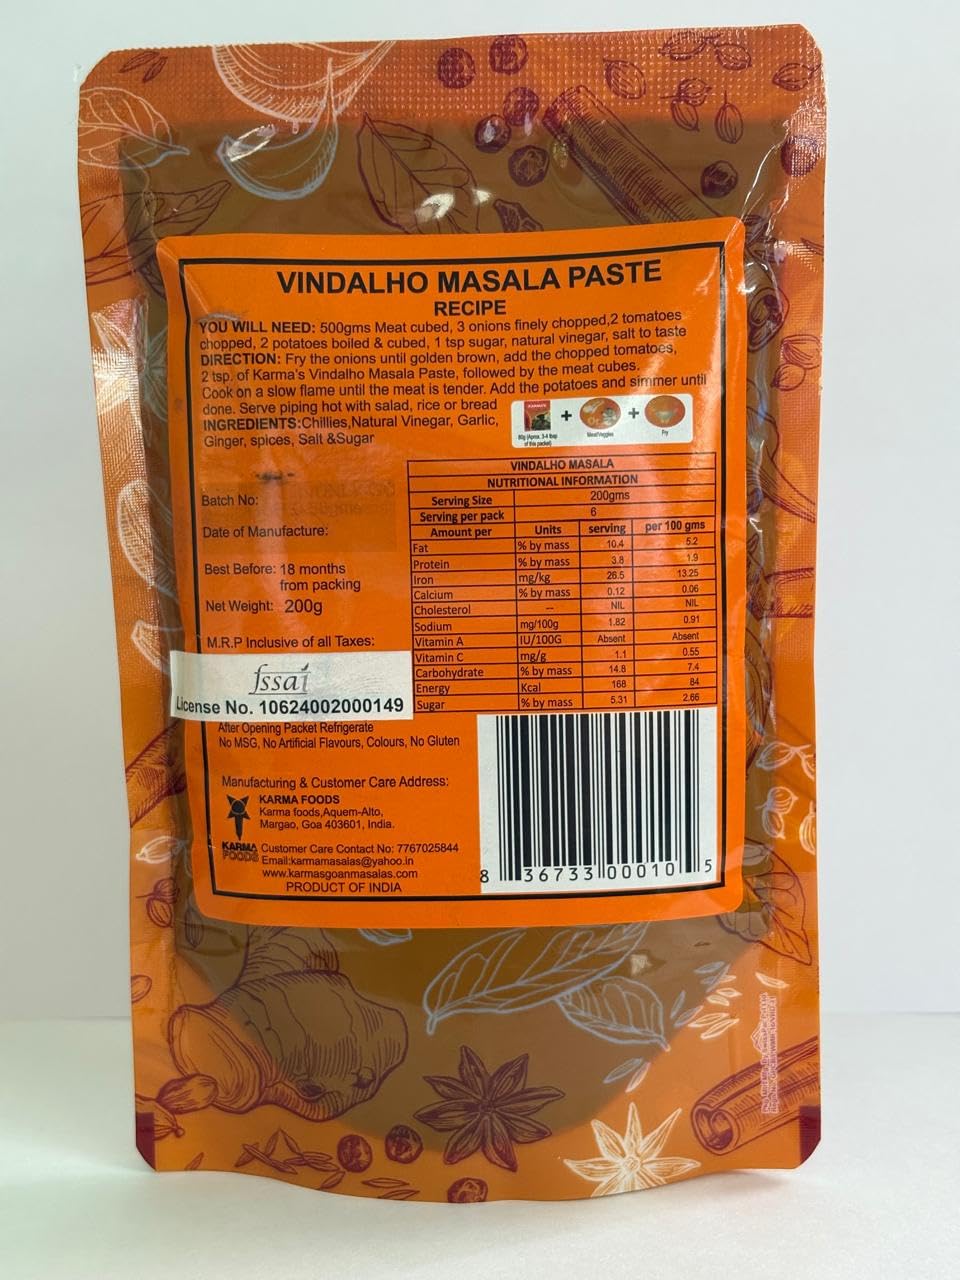 VINDALHO MASALA PASTE
RECIPE
YOU WILL NEED: 500gms Meat cubed, 3 onions finely chopped,2 tomatoes
chopped, 2 potatoes boiled & cubed, 1 tsp sugar, natural vinegar, salt to taste
DIRECTION: Fry the onions until golden brown, add the chopped tomatoes,
2 tsp. of Karma's Vindalho Masala Paste, followed by the meat cubes.
Cook on a slow flame until the meat is tender. Add the potatoes and simmer until
done. Serve piping hot with salad, rice or bread
INGREDIENTS:Chillies,Natural Vinegar, Garlic,
Ginger, spices, Salt &Sugar
KARMA'S
+ +
80g (Aprox. 3-4 tbsp
of this packet)
Meat/Veggies
Fry
Batch No:
Date of Manufacture:
Best Before: 18 months
from packing
Net Weight: 200g
M.R.P Inclusive of all Taxes:
fssai
License No. 10624002000149
After Opening Packet Refrigerate
No MSG, No Artificial Flavours, Colours, No Gluten
VINDALHO MASALA
NUTRITIONAL INFORMATION
Serving Size 200gms
Serving per pack 6
Amount per Units serving per 100 gms
Fat % by mass 10.4 5.2
Protein % by mass 3.8 1.9
Iron mg/kg 26.5 13.25
Calcium % by mass 0.12 0.06
Cholesterol -- NIL NIL
Sodium mg/100g 1.82 0.91
Vitamin A IU/100G Absent Absent
Vitamin C mg/g 1.1 0.55
Carbohydrate % by mass 14.8 7.4
Energy Kcal 168 84
Sugar % by mass 5.31 2.66
Manufacturing & Customer Care Address:
KARMA FOODS
Karma foods,Aquem-Alto,
Margao, Goa 403601, India.
KARMA
FOODS
Customer Care Contact No: 7767025844
Email:karmamasalas@yahoo.in
www.karmasgoanmasalas.com
PRODUCT OF INDIA
8 36733 00010 5